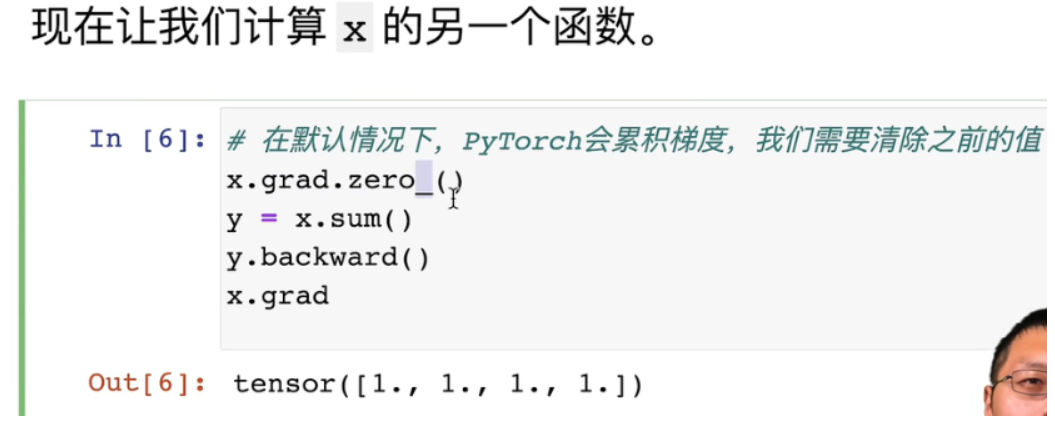 现在让我们计算 x 的另一个函数。
In [6]: # 在默认情况下，PyTorch会累积梯度，我们需要清除之前的值
x.grad.zero_()
y = x.sum()
y.backward()
x.grad
Out[6]: tensor([1., 1., 1., 1.])